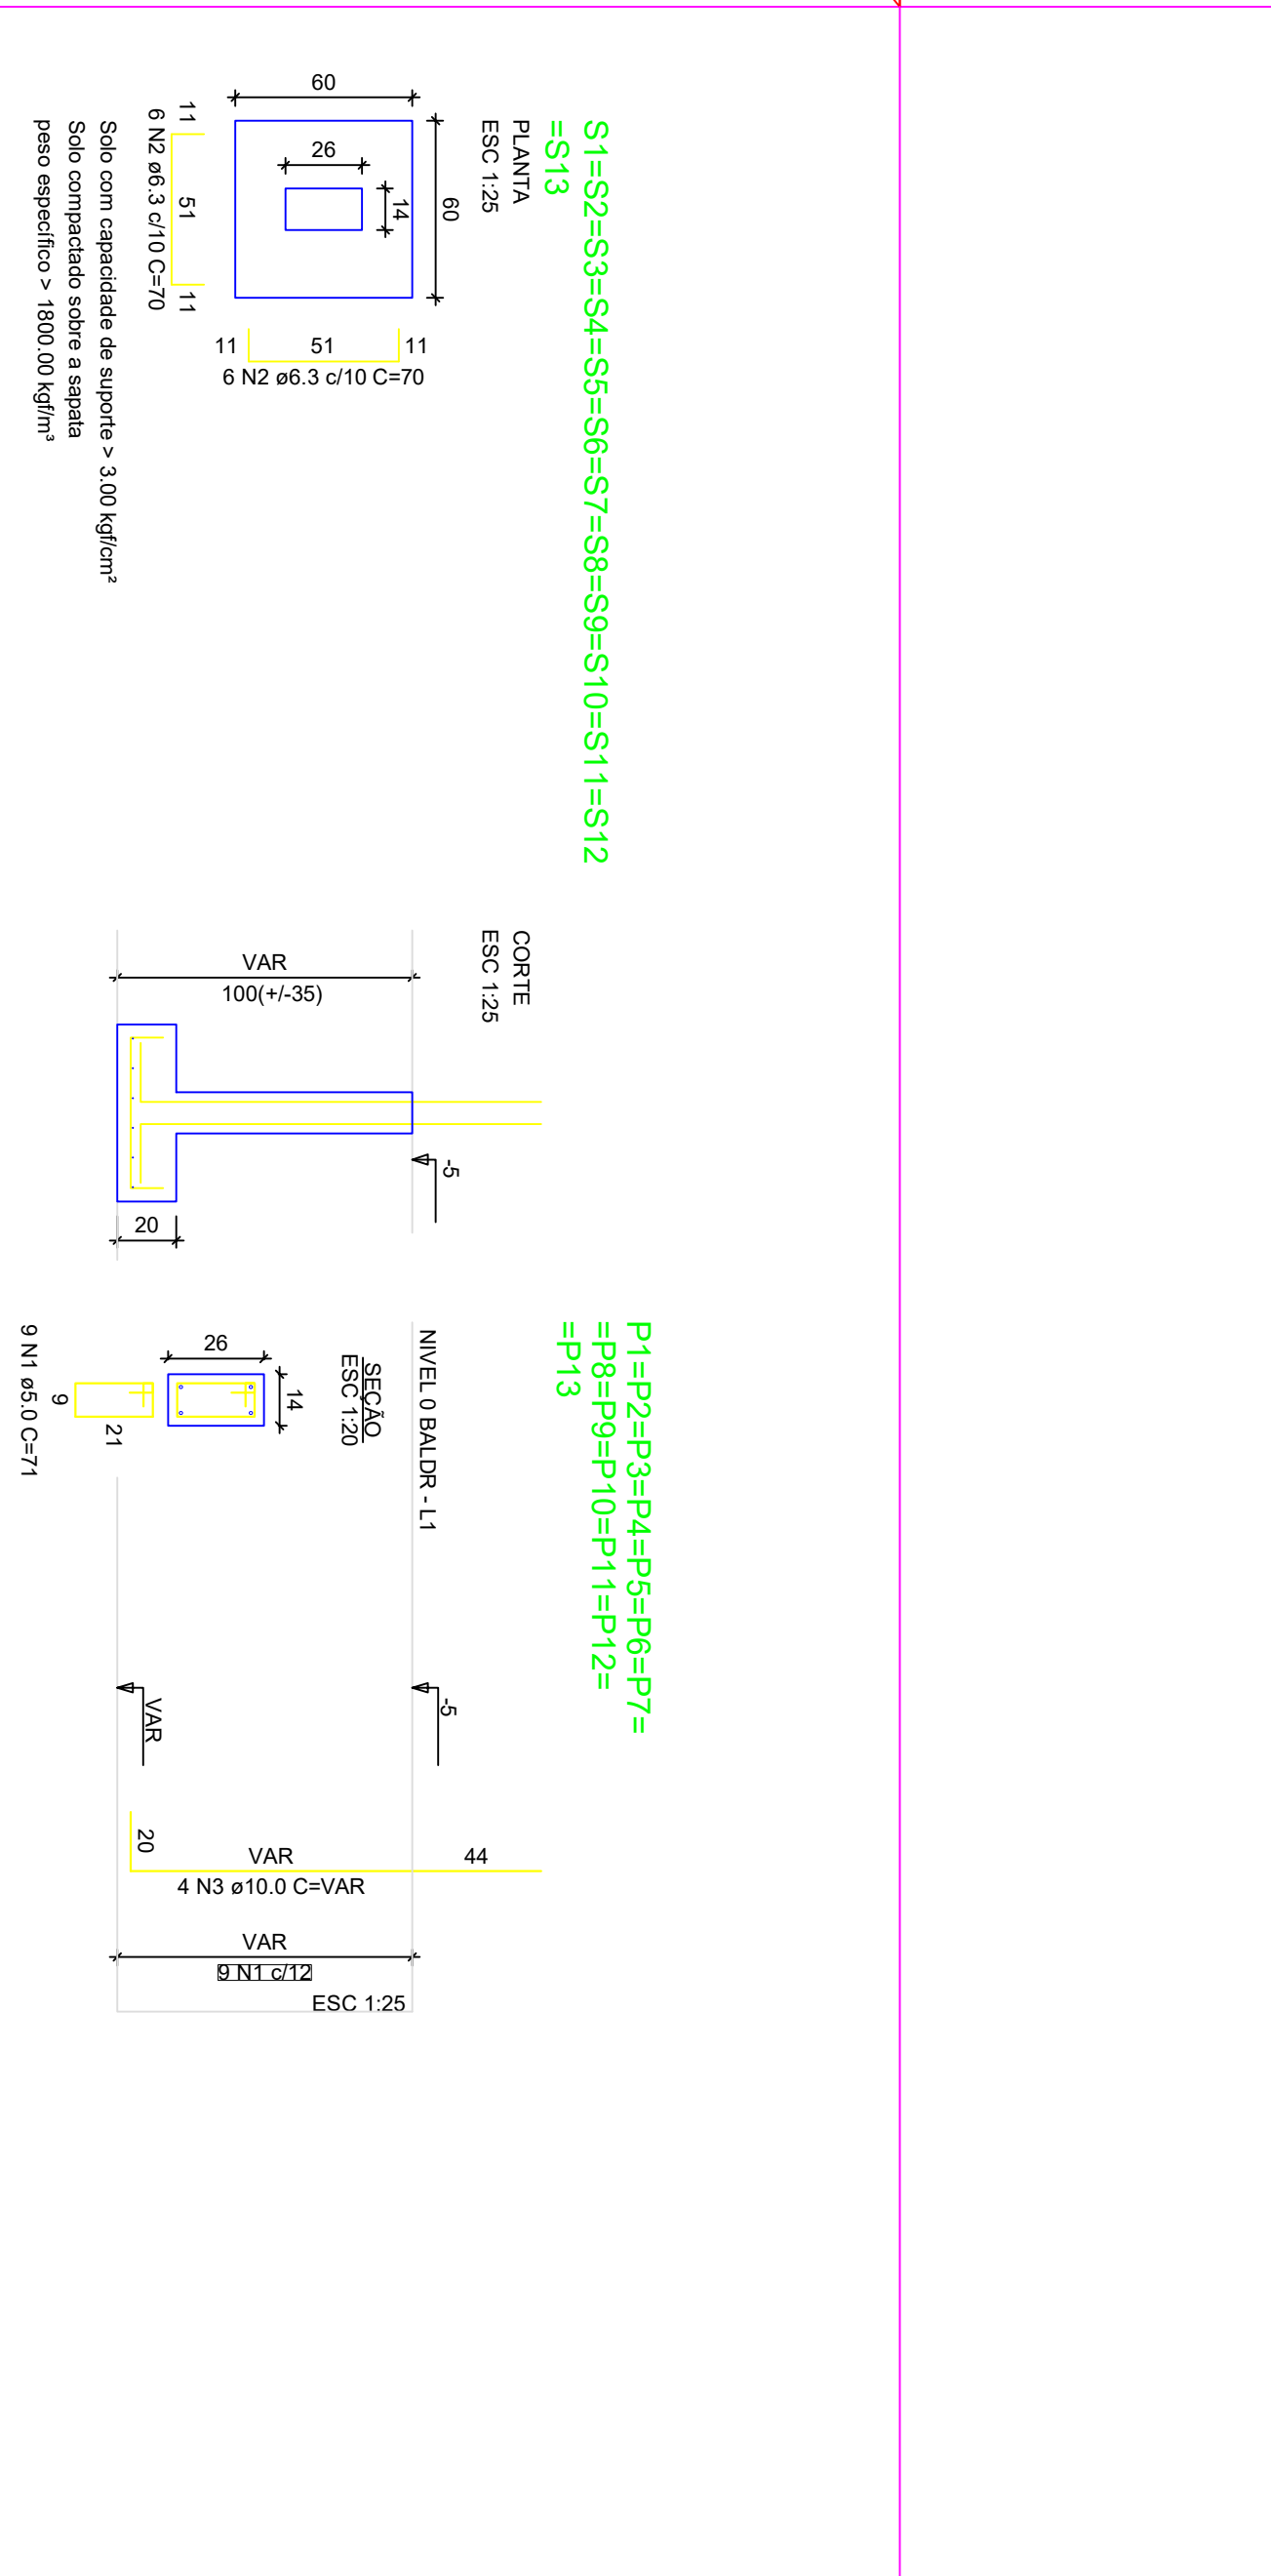 S1=S2=S3=S4=S5=S6=S7=S8=S9=S10=S11=S12
=S13
PLANTA
ESC 1:25
60
60
26
14
11
51
11
6 N2 ø6.3 c/10 C=70
11
51
11
6 N2 ø6.3 c/10 C=70
Solo com capacidade de suporte > 3.00 kgf/cm²
Solo compactado sobre a sapata
peso específico > 1800.00 kgf/m³
CORTE
ESC 1:25
VAR
100(+/-35)
-5
20
P1=P2=P3=P4=P5=P6=P7=
=P8=P9=P10=P11=P12=
=P13
NIVEL 0 BALDR - L1
SEÇÃO
ESC 1:20
26
14
9
21
9 N1 ø5.0 C=71
-5
VAR
20
VAR
44
4 N3 ø10.0 C=VAR
VAR
9 N1 c/12
ESC 1:25